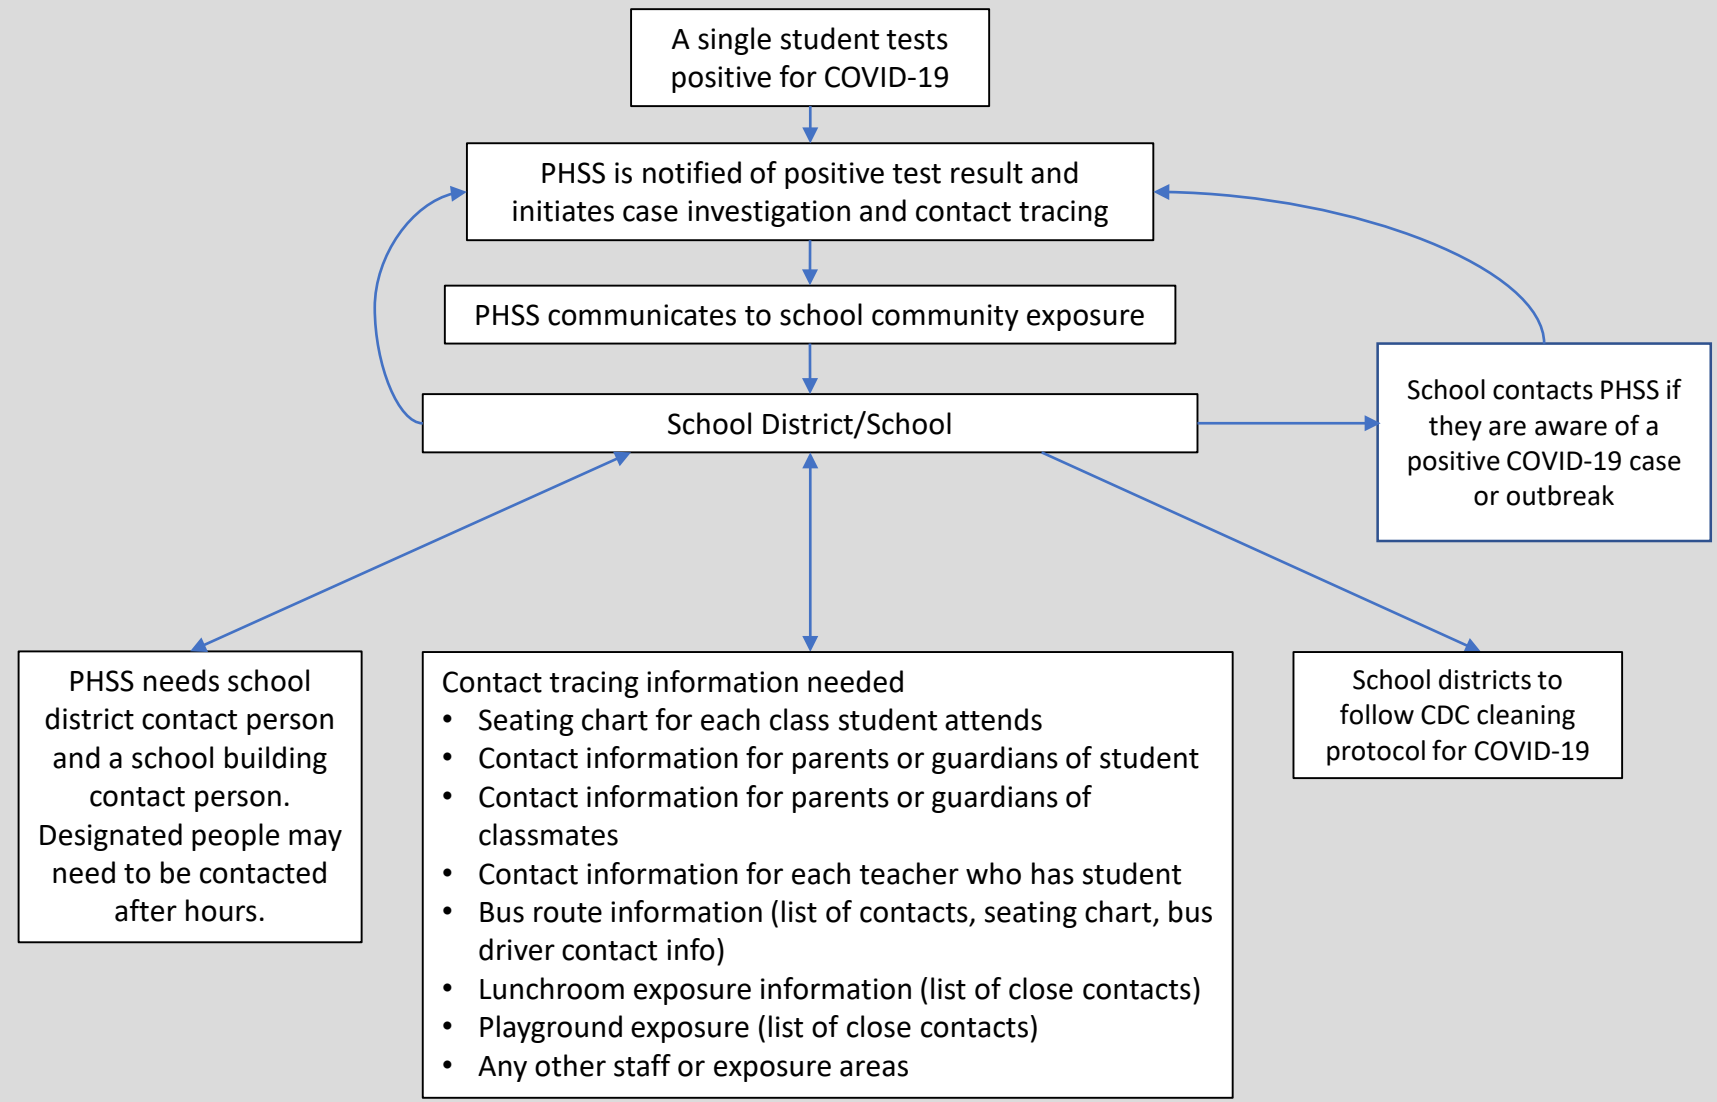 A single student tests
positive for COVID-19
PHSS is notified of positive test result and
initiates case investigation and contact tracing
PHSS communicates to school community exposure
School District/School
School contacts PHSS if
they are aware of a
positive COVID-19 case
or outbreak
PHSS needs school
district contact person
and a school building
contact person.
Designated people may
need to be contacted
after hours.
Contact tracing information needed
• Seating chart for each class student attends
• Contact information for parents or guardians of student
• Contact information for parents or guardians of
classmates
• Contact information for each teacher who has student
• Bus route information (list of contacts, seating chart, bus
driver contact info)
• Lunchroom exposure information (list of close contacts)
• Playground exposure (list of close contacts)
• Any other staff or exposure areas
School districts to
follow CDC cleaning
protocol for COVID-19